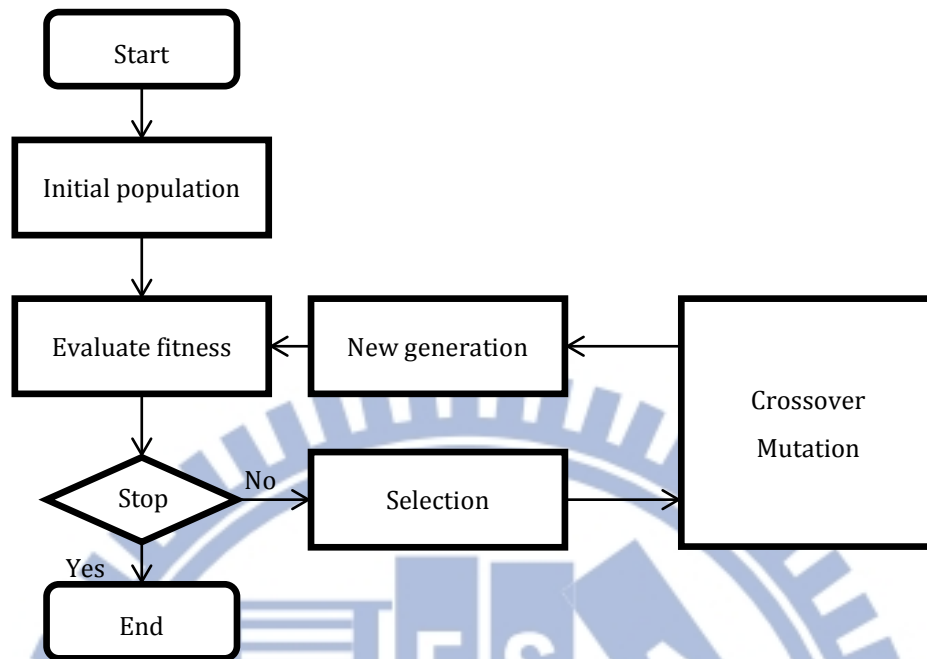 Start
Initial population
Evaluate fitness
New generation
Crossover
Mutation
Stop
No
Selection
Yes
End
E S